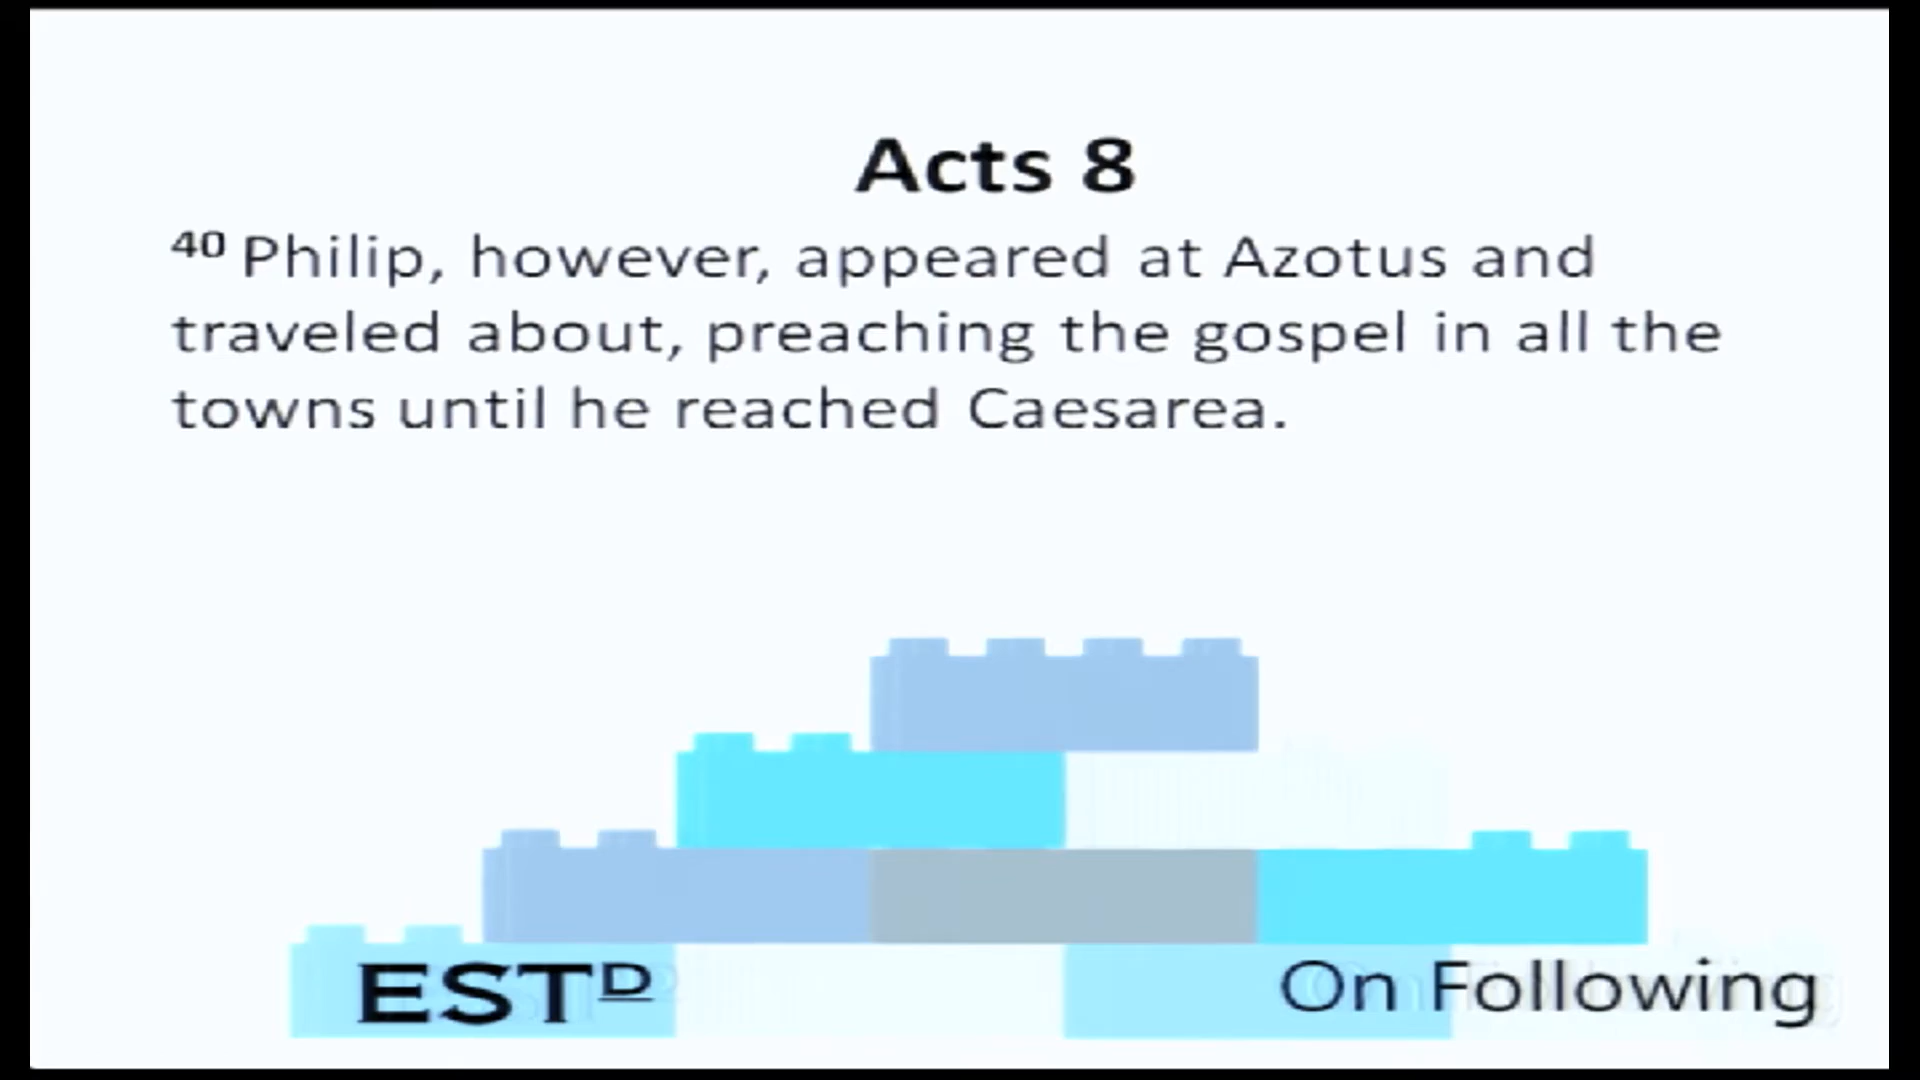 Acts 8
40 Philip, however, appeared at Azotus and
traveled about, preaching the gospel in all the
towns until he reached Caesarea.
ESTD
On Following